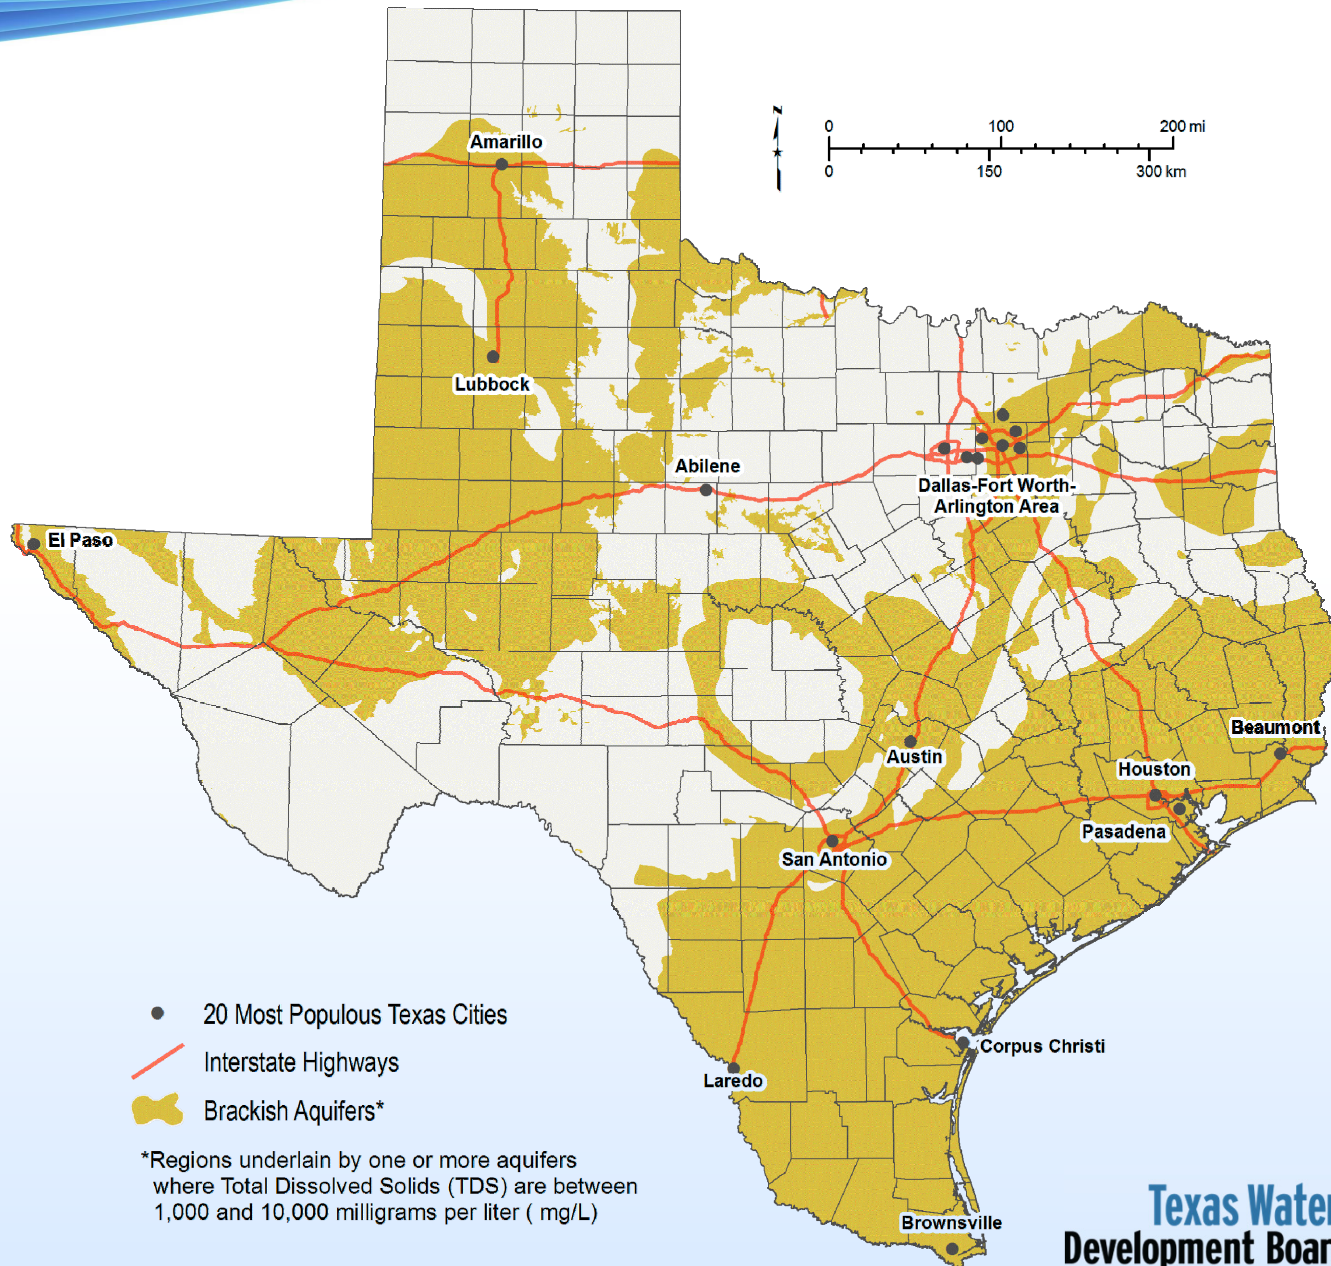 N
0 100 200 mi
0 150 300 km
Amarillo
Lubbock
Abilene
Dallas-Fort Worth-
Arlington Area
El Paso
Beaumont
Austin
Houston
Pasadena
San Antonio
Corpus Christi
Laredo
Brownsville
20 Most Populous Texas Cities
Interstate Highways
Brackish Aquifers*
*Regions underlain by one or more aquifers
where Total Dissolved Solids (TDS) are between
1,000 and 10,000 milligrams per liter ( mg/L)
Texas Water
Development Boar